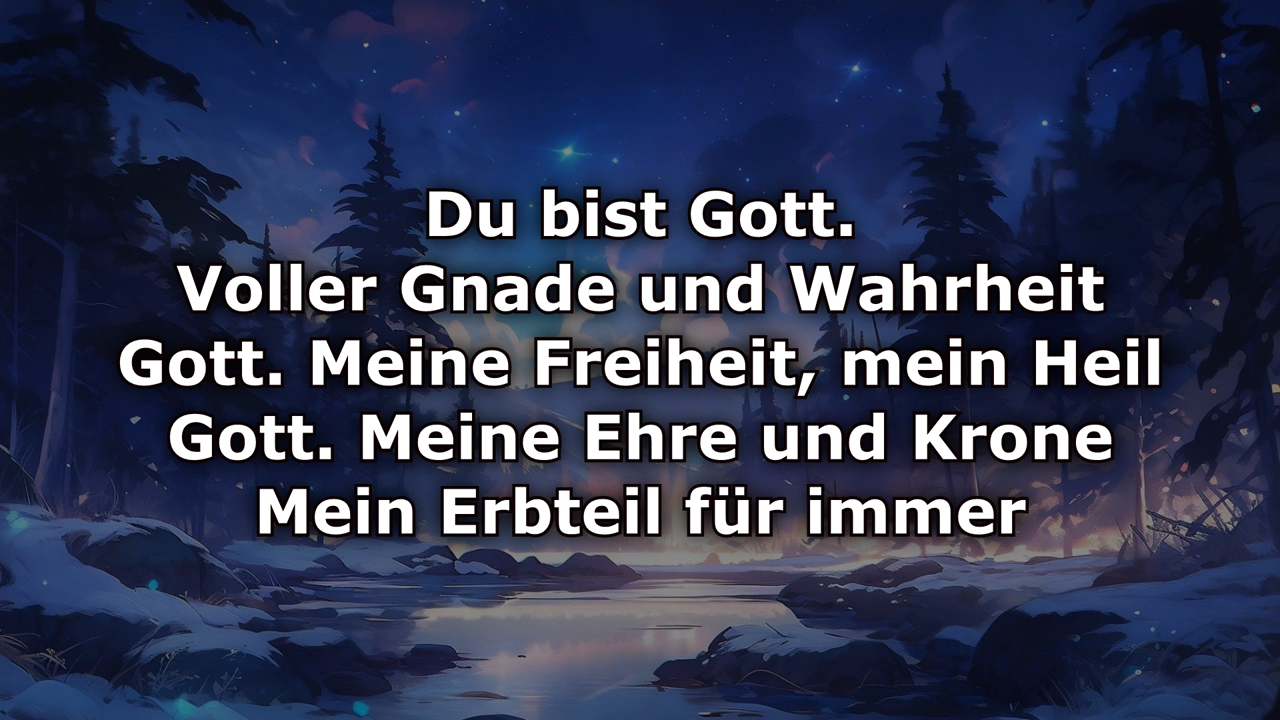 Du bist Gott.
Voller Gnade und Wahrheit
Gott. Meine Freiheit, mein Heil
Gott. Meine Ehre und Krone
Mein Erbteil für immer